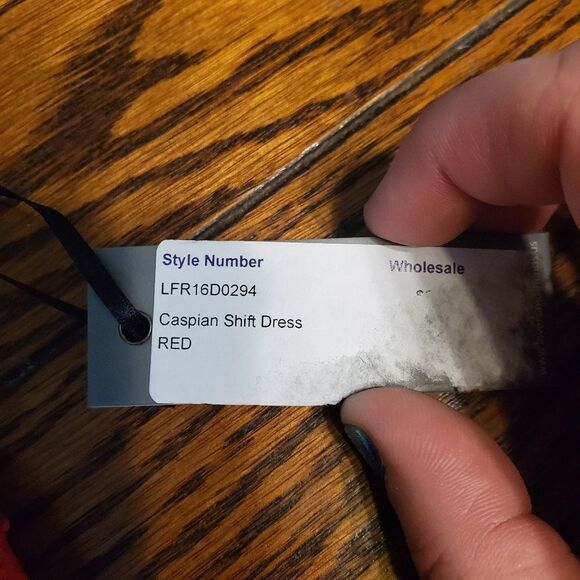 Style Number Wholesale
LFR16D0294
Caspian Shift Dress
RED